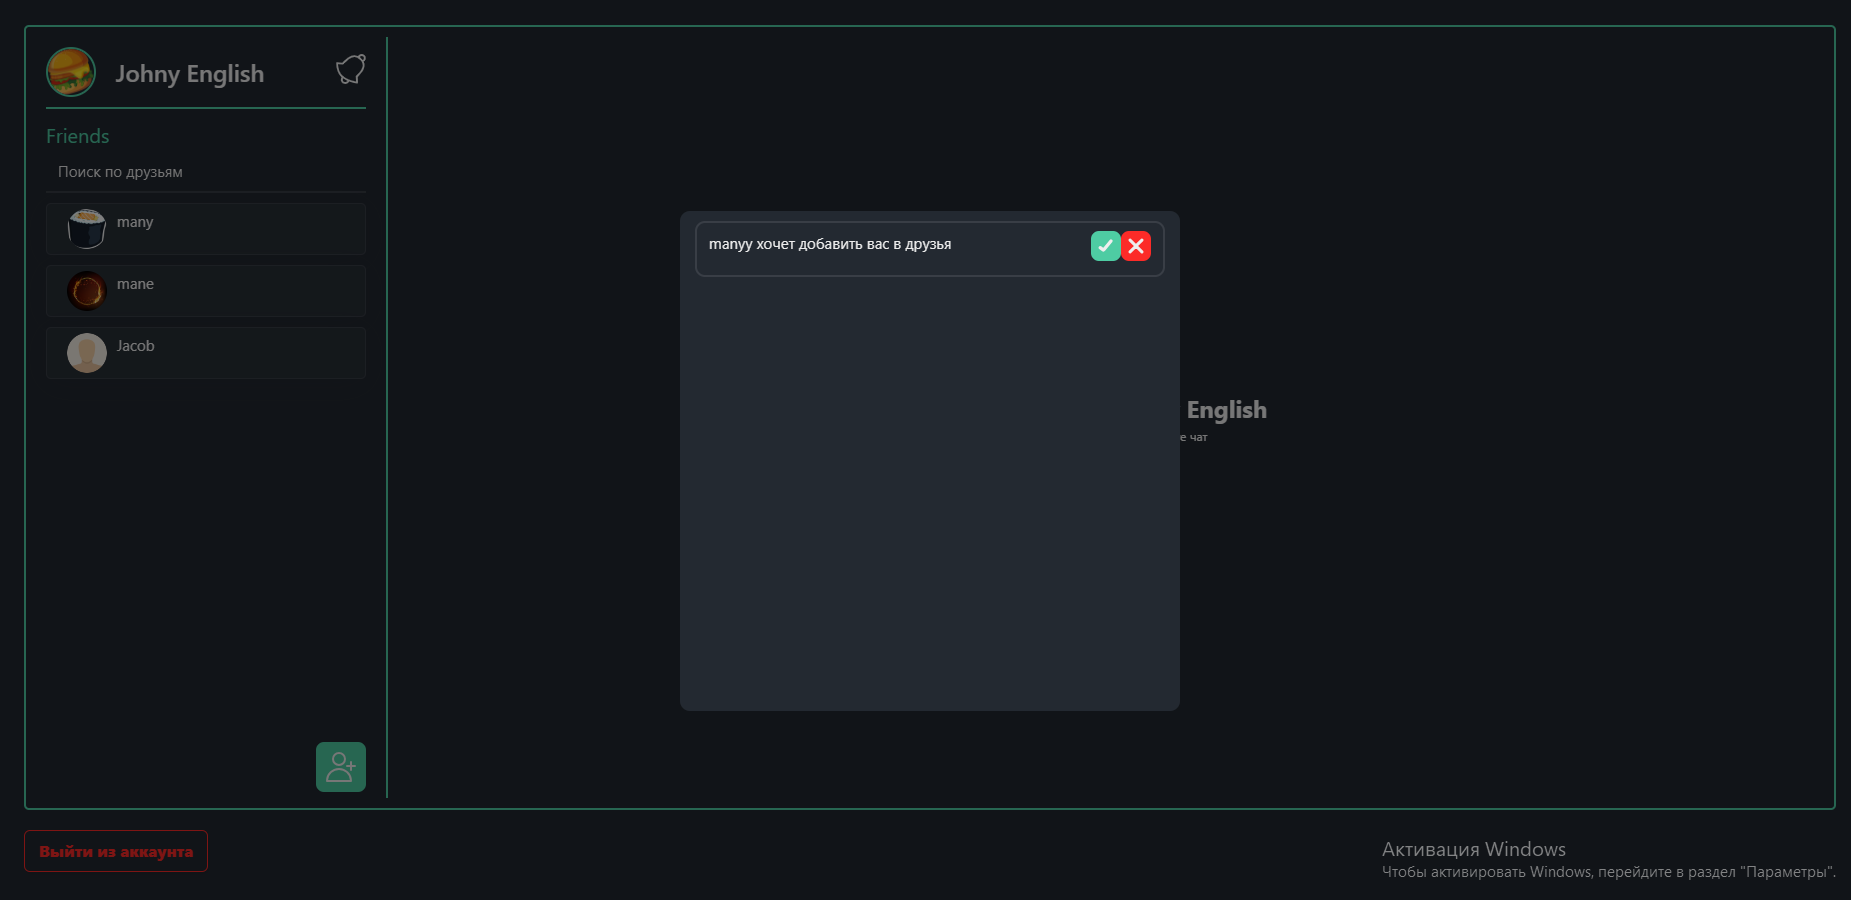 Johny English
Friends
Поиск по друзьям
many
mane
Jacob
manyy хочет добавить вас в друзья
English
е чат
Выйти из аккаунта
Активация Windows
Чтобы активировать Windows, перейдите в раздел "Параметры".